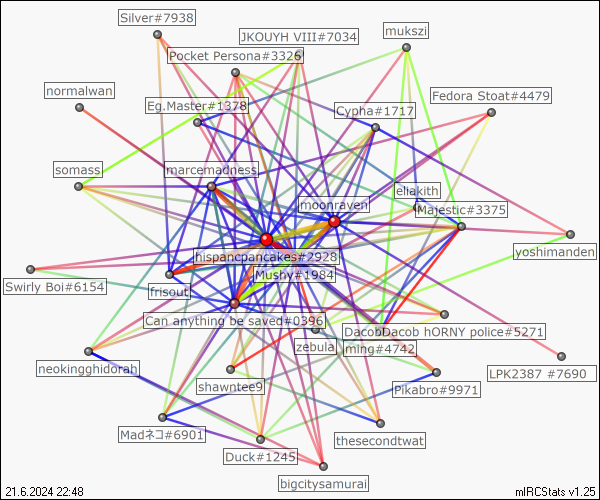 Silver#7938
JKOUYH VIII#7034
mukszi
Pocket Persona#3326
normalwan
Fedora Stoat#4479
Eg.Master#1378
Cypha#1717
somass
marcemadness
ellakith
moonraven
Majestic#3375
hispancpancakes#2928
yoshimanden
Mushy#1984
Swirly Boi#6154
frisout
Can anything be saved#0396
DacobDacob hORNY police#5271
zebula
ming#4742
neokingghidorah
LPK2387 #7690
shawntee9
Pikabro#9971
Madネコ#6901
thesecondtwat
Duck#1245
bigcitysamurai
21.6.2024 22:48
mIRCStats v1.25